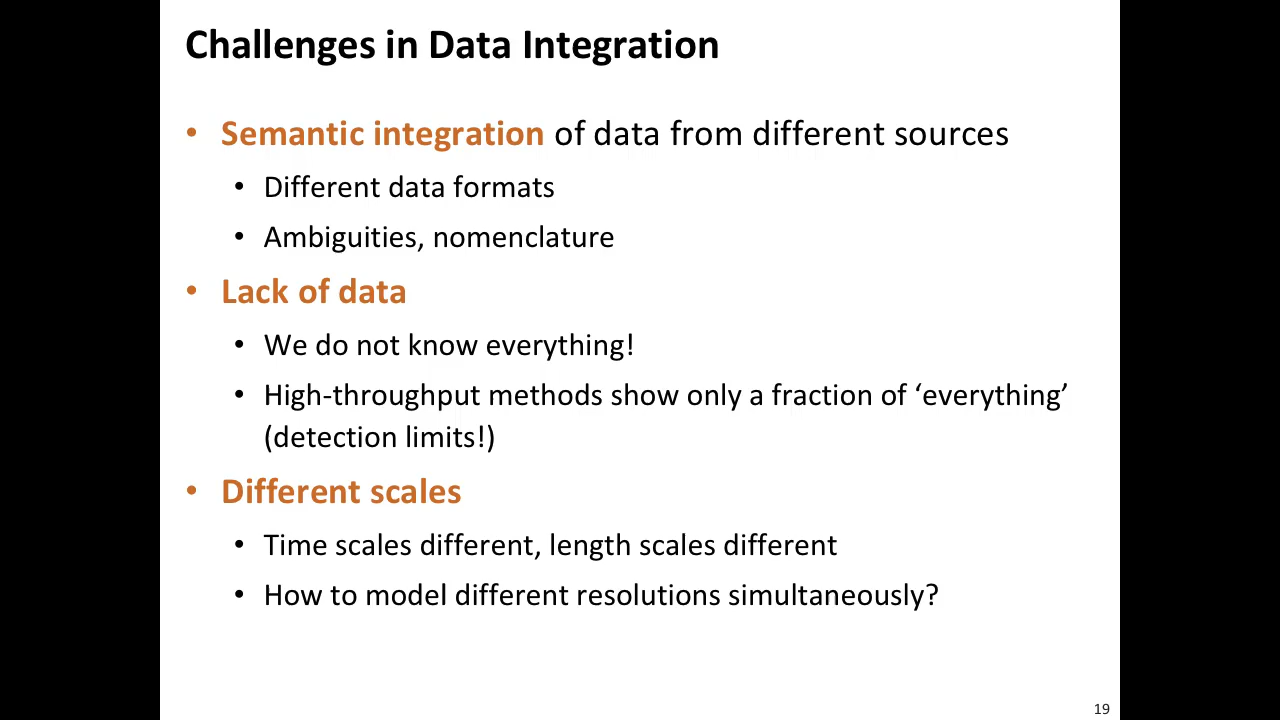 Challenges in Data Integration
• Semantic integration of data from different sources
• Different data formats
• Ambiguities, nomenclature
• Lack of data
• We do not know everything!
• High-throughput methods show only a fraction of ‘everything’
(detection limits!)
• Different scales
• Time scales different, length scales different
• How to model different resolutions simultaneously?
19